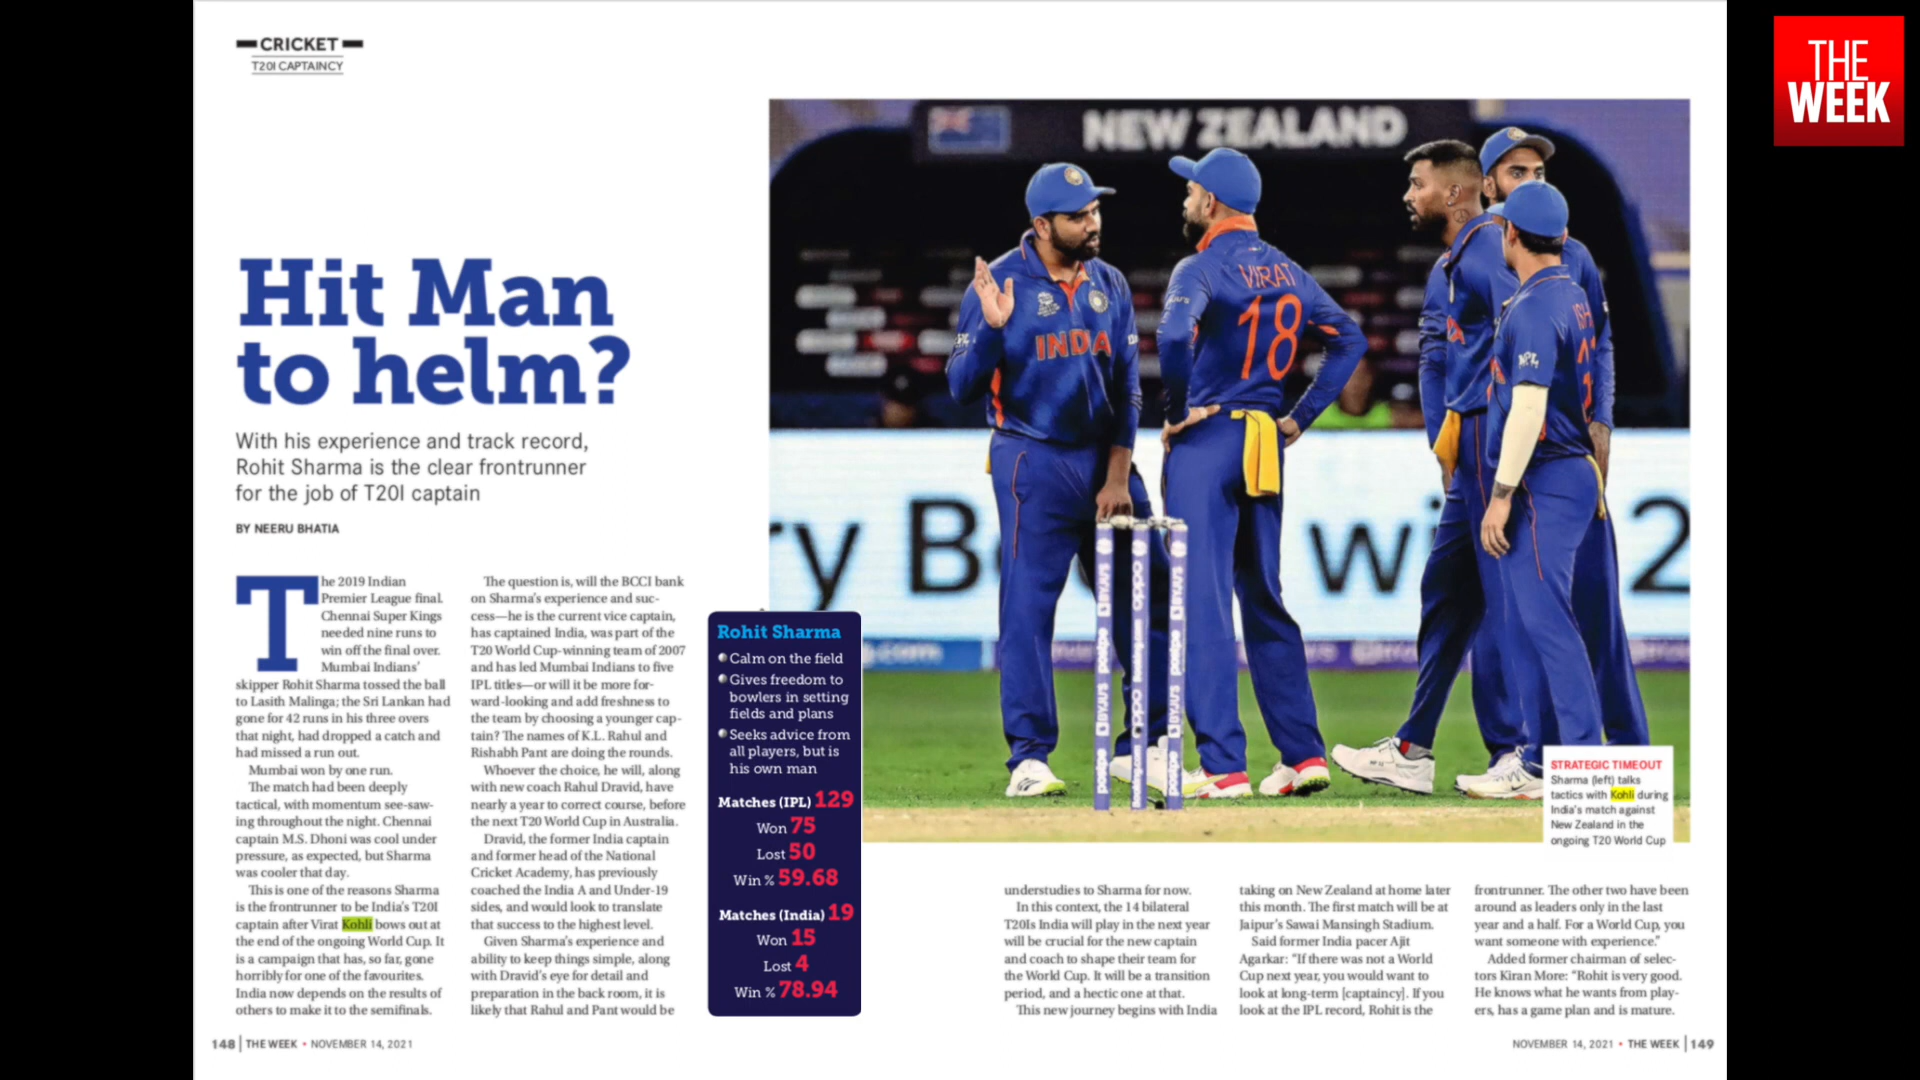 CRICKET
T20I CAPTAINCY
THE
WEEK
Hit Man
to helm?
With his experience and track record,
Rohit Sharma is the clear frontrunner
for the job of T20I captain
BY NEERU BHATIA
The 2019 Indian
Premier League final.
Chennai Super Kings
needed nine runs to
win off the final over.
Mumbai Indians'
skipper Rohit Sharma tossed the ball
to Lasith Malinga; the Sri Lankan had
gone for 42 runs in his three overs
that night, had dropped a catch and
had missed a run out.
Mumbai won by one run.
The match had been deeply
tactical, with momentum see-saw-
ing throughout the night. Chennai
captain M.S. Dhoni was cool under
pressure, as expected, but Sharma
was cooler that day.
This is one of the reasons Sharma
is the frontrunner to be India's T20I
captain after Virat Kohli bows out at
the end of the ongoing World Cup. It
is a campaign that has, so far, gone
horribly for one of the favourites.
India now depends on the results of
others to make it to the semifinals.
The question is, will the BCCI bank
on Sharma's experience and suc-
cess—he is the current vice captain,
has captained India, was part of the
T20 World Cup-winning team of 2007
and has led Mumbai Indians to five
IPL titles—or will it be more for-
ward-looking and add freshness to
the team by choosing a younger cap-
tain? The names of K.L. Rahul and
Rishabh Pant are doing the rounds.
Whoever the choice, he will, along
with new coach Rahul Dravid, have
nearly a year to correct course, before
the next T20 World Cup in Australia.
Dravid, the former India captain
and former head of the National
Cricket Academy, has previously
coached the India A and Under-19
sides, and would look to translate
that success to the highest level.
Given Sharma's experience and
ability to keep things simple, along
with Dravid's eye for detail and
preparation in the back room, it is
likely that Rahul and Pant would be
Rohit Sharma
Calm on the field
Gives freedom to
bowlers in setting
fields and plans
Seeks advice from
all players, but is
his own man
Matches (IPL) 129
Won 75
Lost 50
Win % 59.68
Matches (India) 19
Won 15
Lost 4
Win % 78.94
NEW ZEALAND
INDIA
VIRAT
18
y B
wi
2
BYJU'S
postpe
BYJU'S
postpe
oppo
Booking.com
oppo
Booking.com
BYJU'S
postpe
BYJU'S
postpe
MPL
STRATEGIC TIMEOUT
Sharma (left) talks
tactics with Kohli during
India's match against
New Zealand in the
ongoing T20 World Cup
understudies to Sharma for now.
In this context, the 14 bilateral
T20Is India will play in the next year
will be crucial for the new captain
and coach to shape their team for
the World Cup. It will be a transition
period, and a hectic one at that.
This new journey begins with India
taking on New Zealand at home later
this month. The first match will be at
Jaipur's Sawai Mansingh Stadium.
Said former India pacer Ajit
Agarkar: "If there was not a World
Cup next year, you would want to
look at long-term [captaincy]. If you
look at the IPL record, Rohit is the
frontrunner. The other two have been
around as leaders only in the last
year and a half. For a World Cup, you
want someone with experience."
Added former chairman of selec-
tors Kiran More: "Rohit is very good.
He knows what he wants from play-
ers, has a game plan and is mature.
148 | THE WEEK • NOVEMBER 14, 2021
NOVEMBER 14, 2021 • THE WEEK | 149